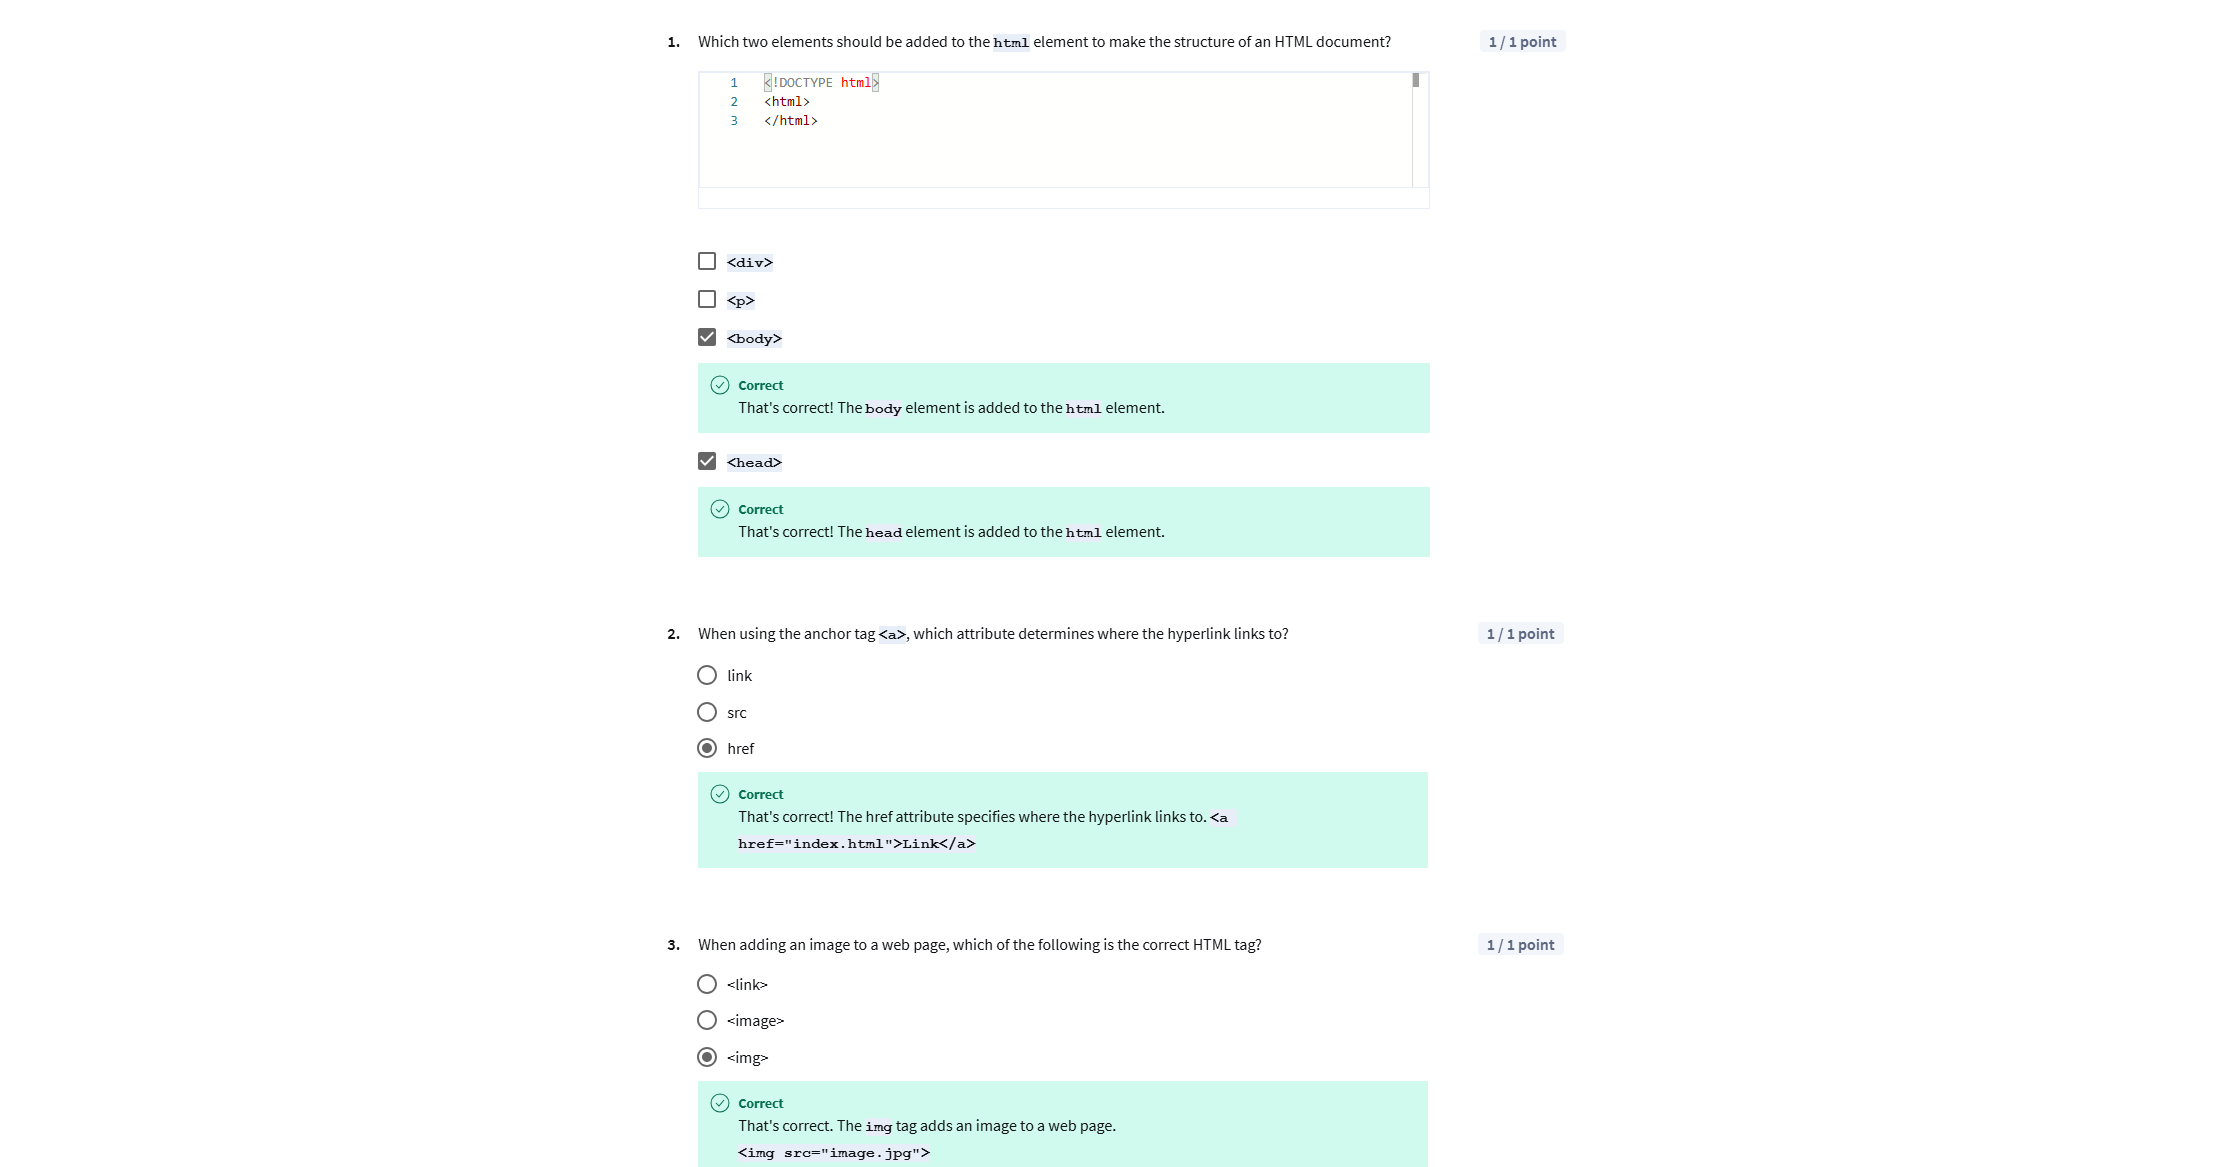 1. Which two elements should be added to the html element to make the structure of an HTML document?
1 / 1 point
1 <!DOCTYPE html>
2 <html>
3 </html>
<div>
<p>
<body>
Correct
That's correct! The body element is added to the html element.
<head>
Correct
That's correct! The head element is added to the html element.
2. When using the anchor tag <a>, which attribute determines where the hyperlink links to?
1 / 1 point
link
src
href
Correct
That's correct! The href attribute specifies where the hyperlink links to. <a
href="index.html">Link</a>
3. When adding an image to a web page, which of the following is the correct HTML tag?
1 / 1 point
<link>
<image>
<img>
Correct
That's correct. The img tag adds an image to a web page.
<img src="image.jpg">